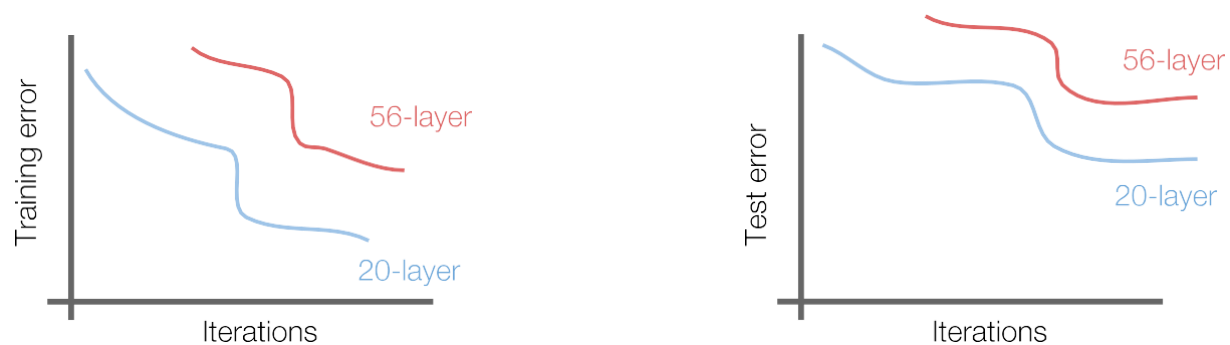 Training error
56-layer
20-layer
Iterations
Test error
56-layer
20-layer
Iterations